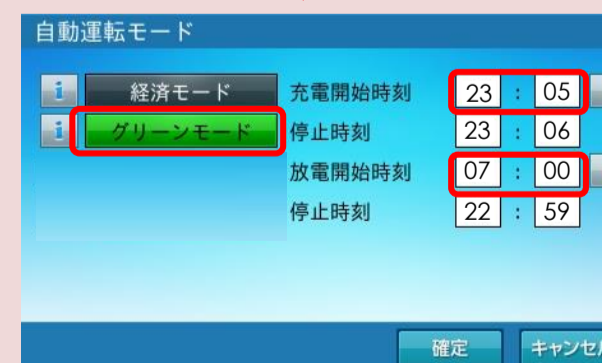 自動運転モード
i 経済モード 充電開始時刻 23 : 05
i グリーンモード 停止時刻 23 : 06
放電開始時刻 07 : 00
停止時刻 22 : 59
確定 キャンセル